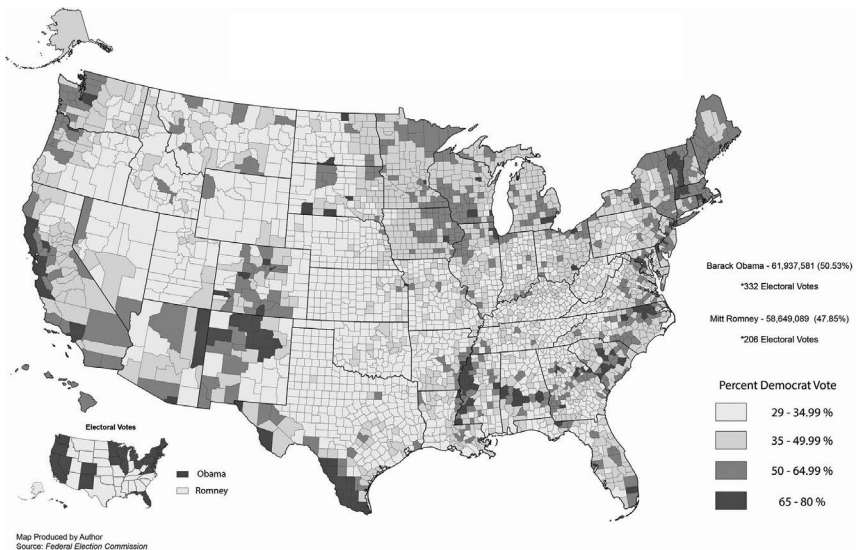 Barack Obama - 61,937,581 (50.53%)
*332 Electoral Votes
Mitt Romney - 58,649,089 (47.85%)
*206 Electoral Votes
Percent Democrat Vote
29 - 34.99 %
35 - 49.99 %
50 - 64.99 %
65 - 80 %
Electoral Votes
Obama
Romney
Map Produced by Author
Source: Federal Election Commission